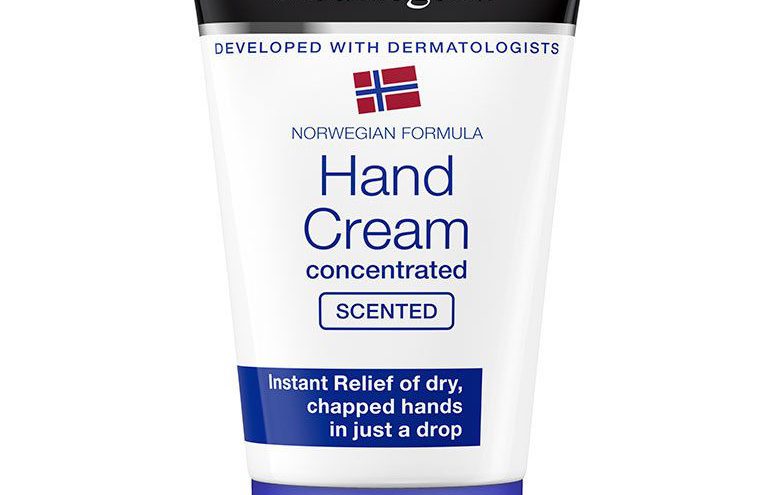 DEVELOPED WITH DERMATOLOGISTS
NORWEGIAN FORMULA
Hand
Cream
concentrated
SCENTED
Instant Relief of dry,
chapped hands
in just a drop